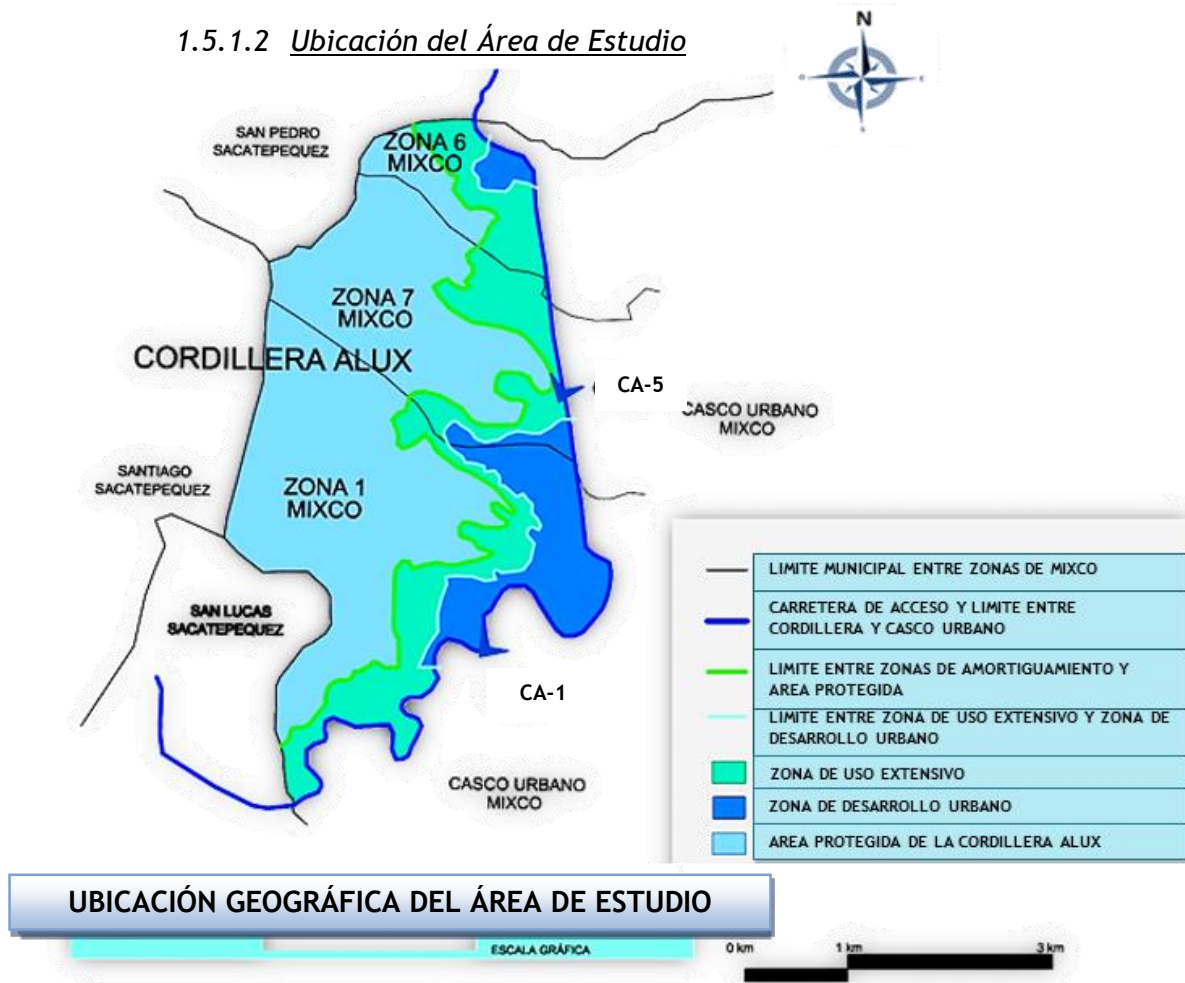 N
1.5.1.2 Ubicación del Área de Estudio
SAN PEDRO
SACATEPEQUEZ
ZONA 6
MIXCO
ZONA 7
MIXCO
CORDILLERA ALUX
CA-5
CASCO URBANO
MIXCO
SANTIAGO
SACATEPEQUEZ
ZONA 1
MIXCO
SAN LUCAS
SACATEPEQUEZ
CA-1
CASCO URBANO
MIXCO
LIMITE MUNICIPAL ENTRE ZONAS DE MIXCO
CARRETERA DE ACCESO Y LIMITE ENTRE
CORDILLERA Y CASCO URBANO
LIMITE ENTRE ZONAS DE AMORTIGUAMIENTO Y
AREA PROTEGIDA
LIMITE ENTRE ZONA DE USO EXTENSIVO Y ZONA DE
DESARROLLO URBANO
ZONA DE USO EXTENSIVO
ZONA DE DESARROLLO URBANO
AREA PROTEGIDA DE LA CORDILLERA ALUX
UBICACIÓN GEOGRÁFICA DEL ÁREA DE ESTUDIO
ESCALA GRÁFICA
0 km 1 km 3 km